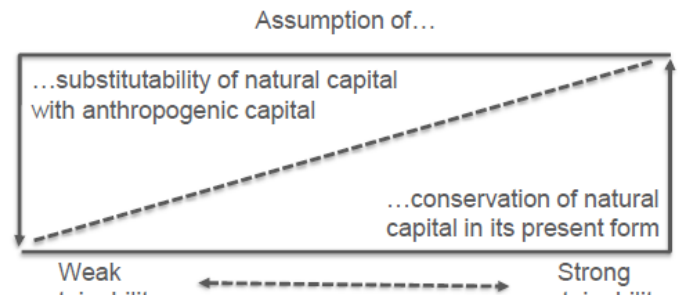 Assumption of…
…substitutability of natural capital
with anthropogenic capital
…conservation of natural
capital in its present form
Weak
Strong